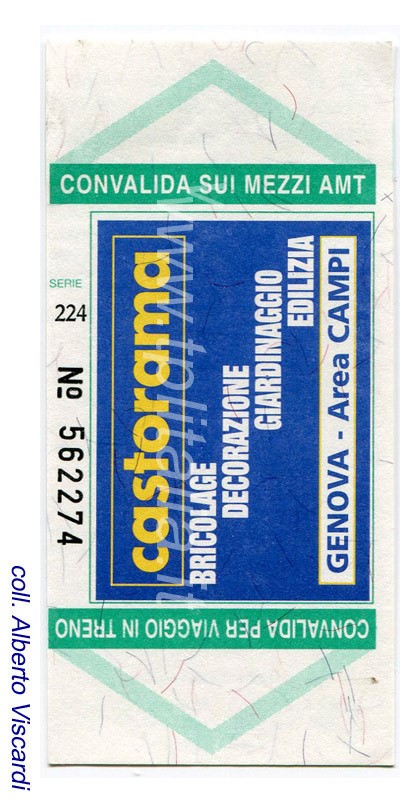 CONVALIDA SUI MEZZI AMT
SERIE
224
No 562274
castorama
BRICOLAGE
DECORAZIONE
GIARDINAGGIO
EDILIZIA
GENOVA - Area CAMPI
CONVALIDA PER VIAGGIO IN TRENO
coll. Alberto Viscardi